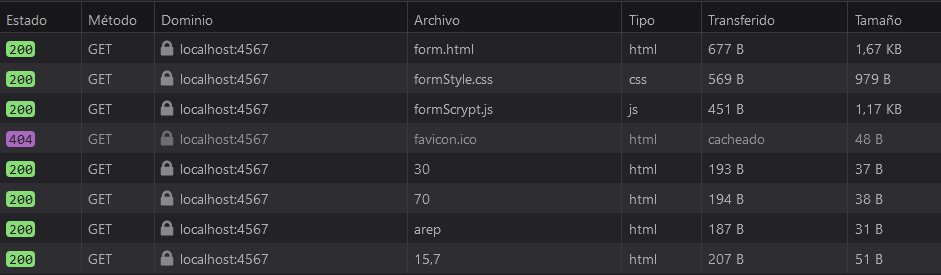 Estado Método Dominio Archivo Tipo Transferido Tamaño
200 GET localhost:4567 form.html html 677 B 1,67 KB
200 GET localhost:4567 formStyle.css css 569 B 979 B
200 GET localhost:4567 formScrypt.js js 451 B 1,17 KB
404 GET localhost:4567 favicon.ico html cacheado 48 B
200 GET localhost:4567 30 html 193 B 37 B
200 GET localhost:4567 70 html 194 B 38 B
200 GET localhost:4567 arep html 187 B 31 B
200 GET localhost:4567 15,7 html 207 B 51 B